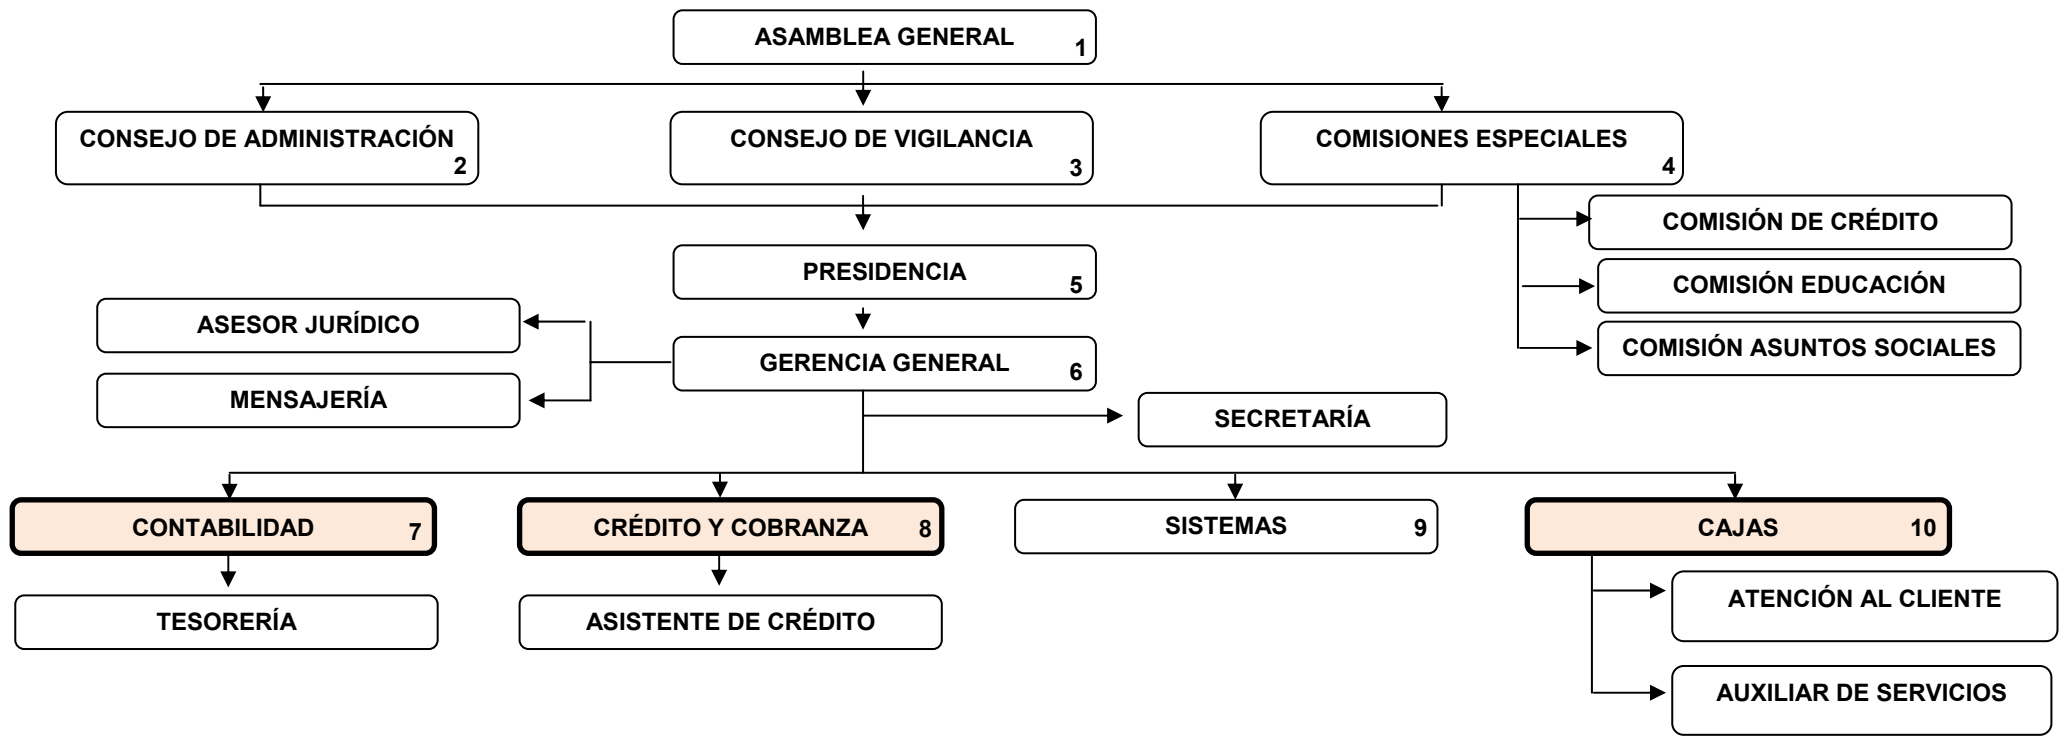 ASAMBLEA GENERAL 1
CONSEJO DE ADMINISTRACIÓN 2
CONSEJO DE VIGILANCIA 3
COMISIONES ESPECIALES 4
COMISIÓN DE CRÉDITO
COMISIÓN EDUCACIÓN
COMISIÓN ASUNTOS SOCIALES
PRESIDENCIA 5
ASESOR JURÍDICO
MENSAJERÍA
GERENCIA GENERAL 6
SECRETARÍA
CONTABILIDAD 7
CRÉDITO Y COBRANZA 8
SISTEMAS 9
CAJAS 10
TESORERÍA
ASISTENTE DE CRÉDITO
ATENCIÓN AL CLIENTE
AUXILIAR DE SERVICIOS